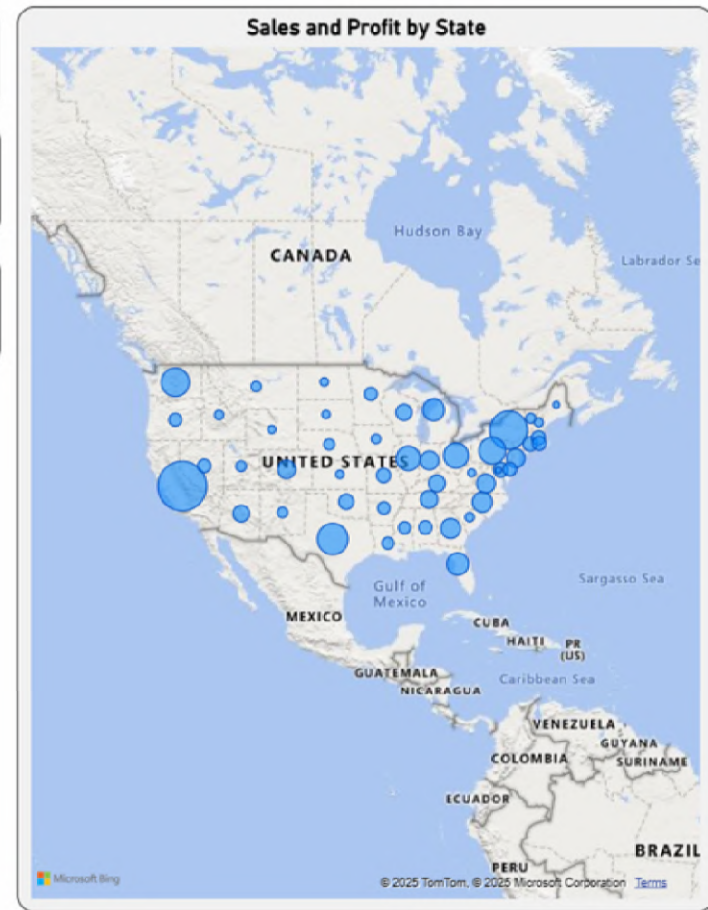 Sales and Profit by State
Hudson Bay
CANADA
Labrador Se
UNITED STATES
Gulf of
Mexico
Sargasso Sea
MEXICO
CUBA
HAITI
PR
(US)
GUATEMALA
Caribbean Sea
NICARAGUA
VENEZUELA
GUYANA
COLOMBIA
SURINAME
ECUADOR
BRAZIL
PERU
Microsoft Bing
© 2025 TomTom, © 2025 Microsoft Corporation Terms